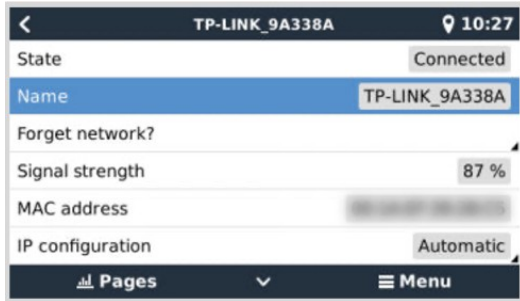 TP-LINK_9A338A 10:27
State Connected
Name TP-LINK_9A338A
Forget network?
Signal strength 87 %
MAC address
IP configuration Automatic
Pages Menu